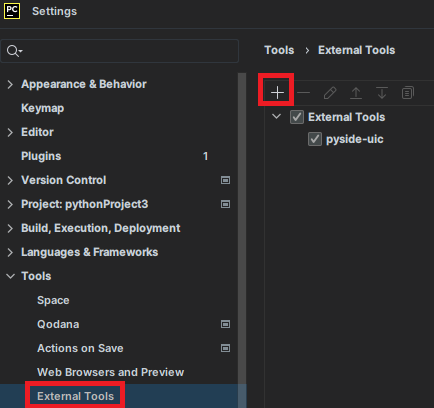 PC
Settings
Tools › External Tools
Appearance & Behavior
Keymap
Editor
Plugins 1
Version Control
Project: pythonProject3
Build, Execution, Deployment
Languages & Frameworks
Tools
Space
Qodana
Actions on Save
Web Browsers and Preview
External Tools
External Tools
pyside-uic